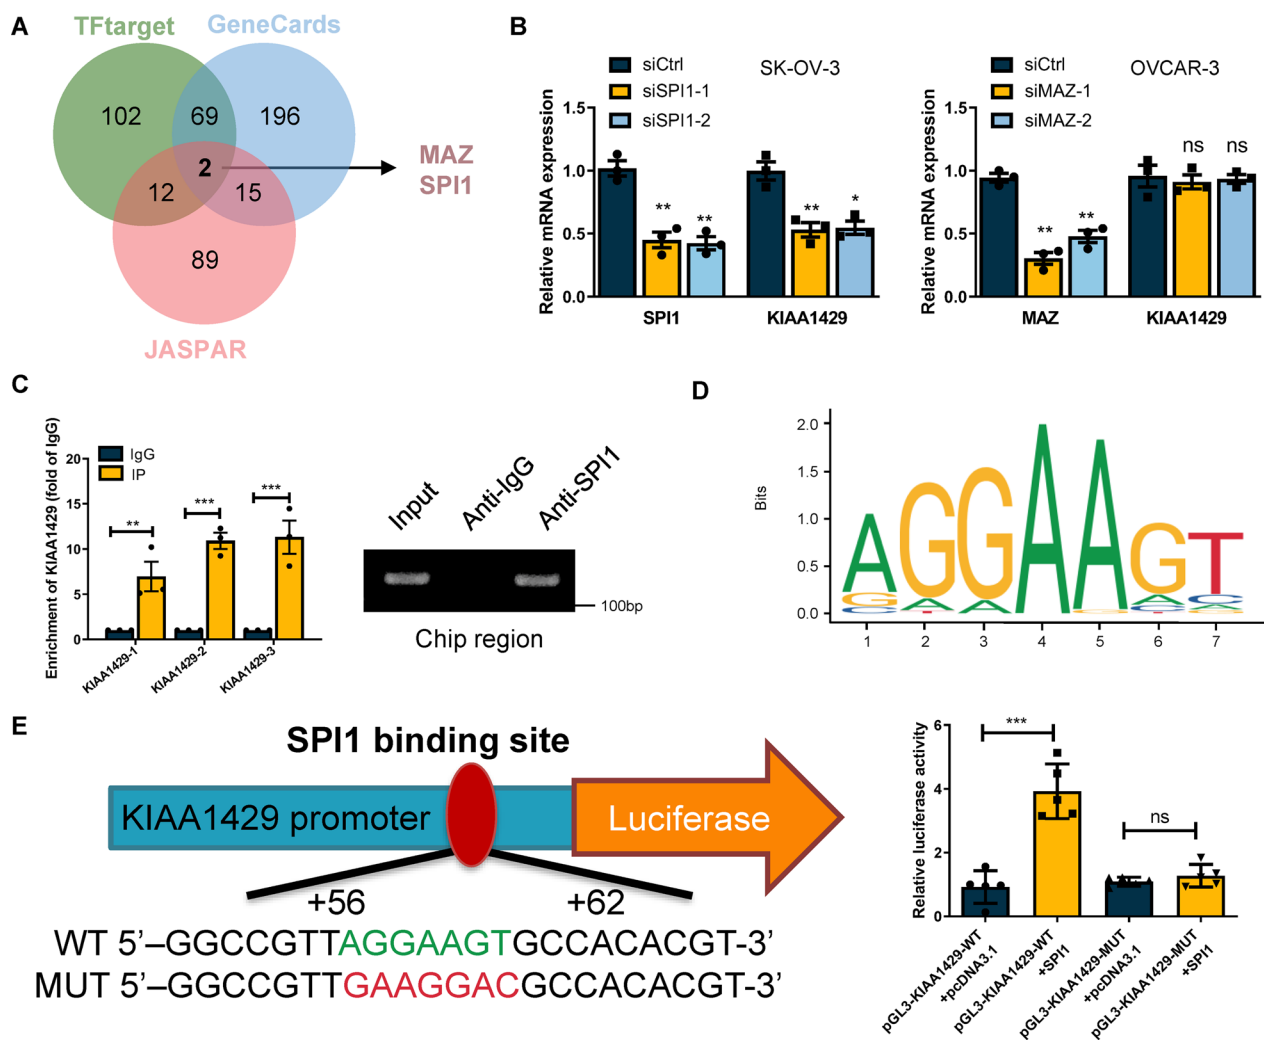 A
TFtarget
GeneCards
102
69
196
2
12
15
89
MAZ
SPI1
JASPAR
B
siCtrl
siSPI1-1
siSPI1-2
SK-OV-3
Relative mRNA expression
1.5
1.0
0.5
0.0
**
**
**
*
SPI1
KIAA1429
siCtrl
siMAZ-1
siMAZ-2
OVCAR-3
Relative mRNA expression
1.5
1.0
0.5
0.0
**
**
ns
ns
MAZ
KIAA1429
C
Enrichment of KIAA1429 (fold of IgG)
IgG
IP
20
15
10
5
0
**
***
***
KIAA1429-1
KIAA1429-2
KIAA1429-3
Input
Anti-IgG
Anti-SPI1
100bp
Chip region
D
Bits
2.0
1.5
1.0
0.5
0.0
AGGAAGT
1 2 3 4 5 6 7
E
SPI1 binding site
KIAA1429 promoter
Luciferase
+56
+62
WT 5’–GGCCGTTAGGAAGTGCCACACGT-3’
MUT 5’–GGCCGTTGAAGGACGCCACACGT-3’
Relative luciferase activity
6
4
2
0
***
ns
pGL3-KIAA1429-WT
+pcDNA3.1
pGL3-KIAA1429-WT
+SPI1
pGL3-KIAA1429-MUT
+pcDNA3.1
pGL3-KIAA1429-MUT
+SPI1